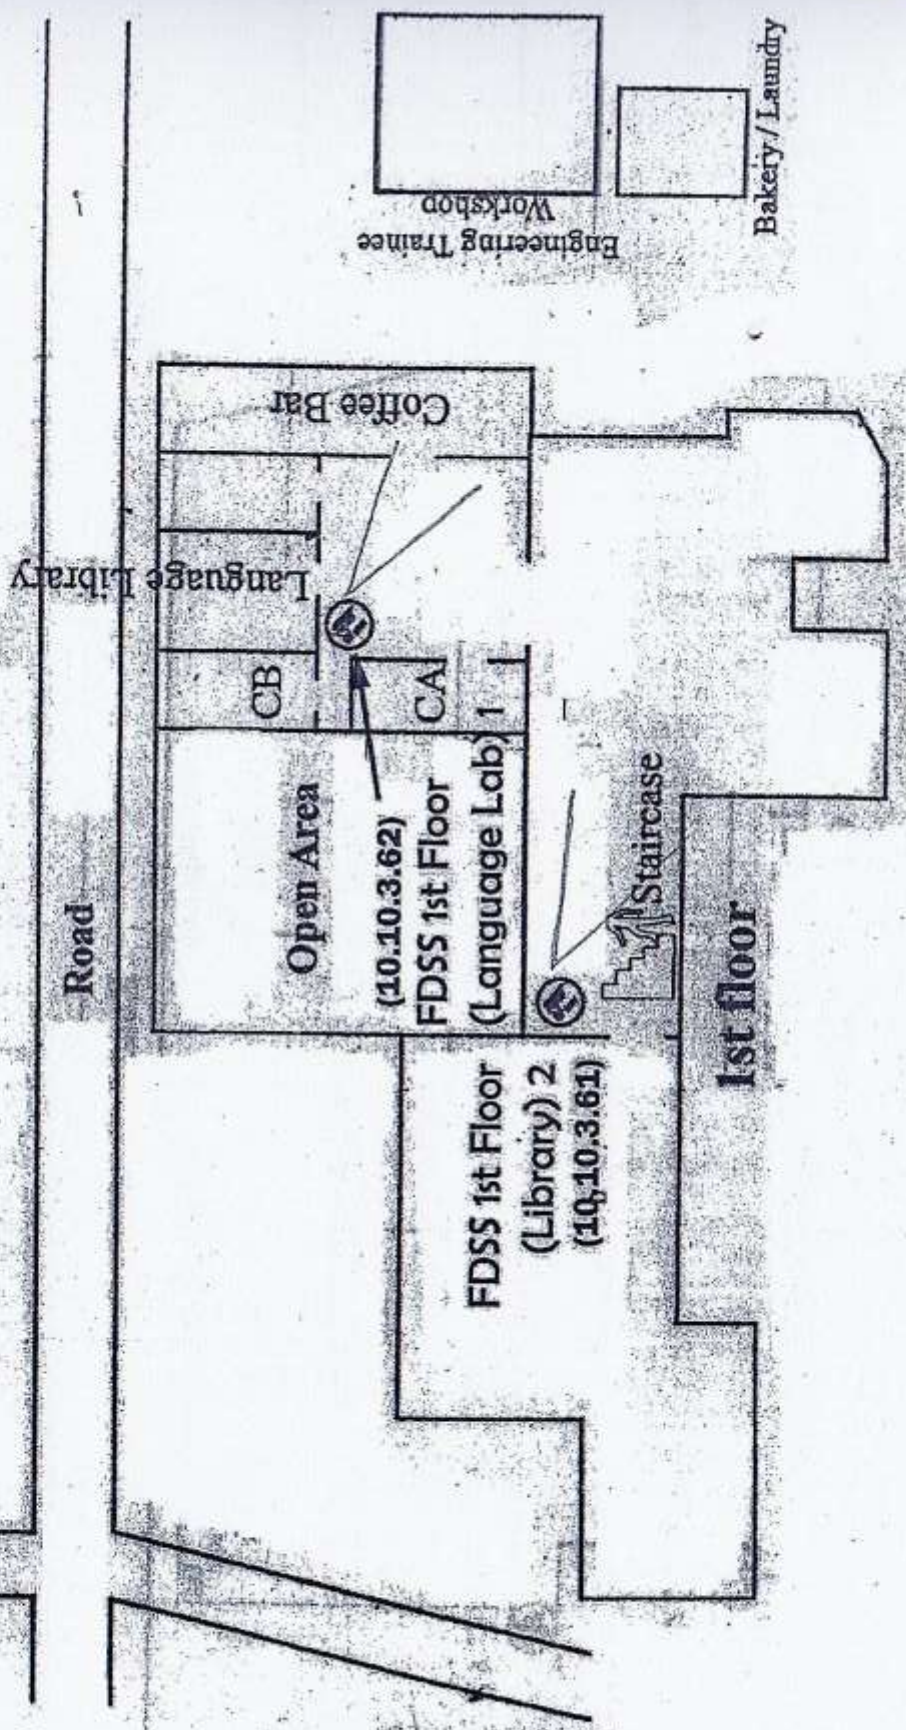 Road
Engineering Trainee
Workshop
Bakery / Laundry
Coffee Bar
Language Library
CB
CA
Open Area
(10.10.3.62)
FDSS 1st Floor
(Language Lab) 1
Staircase
FDSS 1st Floor
(Library) 2
(10.10.3.61)
1st floor